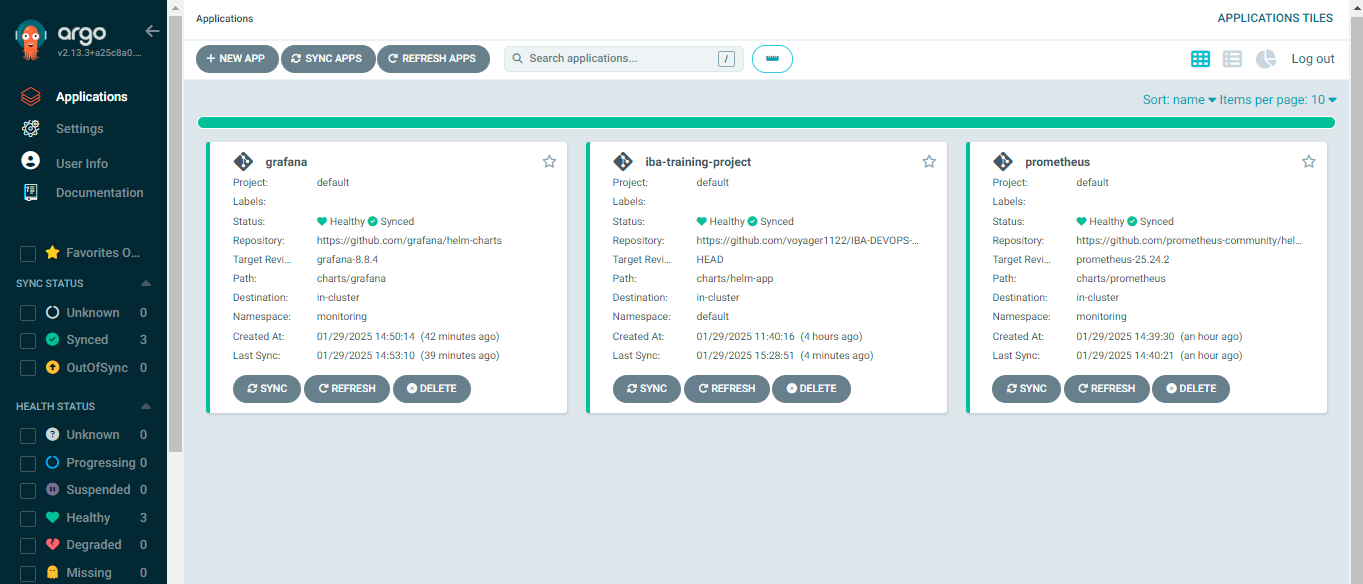 argo
v2.13.3+a25c8a0....
Applications
Settings
User Info
Documentation
Favorites O...
SYNC STATUS
Unknown 0
Synced 3
OutOfSync 0
HEALTH STATUS
Unknown 0
Progressing 0
Suspended 0
Healthy 3
Degraded 0
Missing 0
Applications
APPLICATIONS TILES
+ NEW APP SYNC APPS REFRESH APPS Search applications... / Log out
Sort: name Items per page: 10
grafana
Project: default
Labels:
Status: Healthy Synced
Repository: https://github.com/grafana/helm-charts
Target Revi... grafana-8.8.4
Path: charts/grafana
Destination: in-cluster
Namespace: monitoring
Created At: 01/29/2025 14:50:14 (42 minutes ago)
Last Sync: 01/29/2025 14:53:10 (39 minutes ago)
SYNC REFRESH DELETE
iba-training-project
Project: default
Labels:
Status: Healthy Synced
Repository: https://github.com/voyager1122/IBA-DEVOPS-...
Target Revi... HEAD
Path: charts/helm-app
Destination: in-cluster
Namespace: default
Created At: 01/29/2025 11:40:16 (4 hours ago)
Last Sync: 01/29/2025 15:28:51 (4 minutes ago)
SYNC REFRESH DELETE
prometheus
Project: default
Labels:
Status: Healthy Synced
Repository: https://github.com/prometheus-community/hel...
Target Revi... prometheus-25.24.2
Path: charts/prometheus
Destination: in-cluster
Namespace: monitoring
Created At: 01/29/2025 14:39:30 (an hour ago)
Last Sync: 01/29/2025 14:40:21 (an hour ago)
SYNC REFRESH DELETE